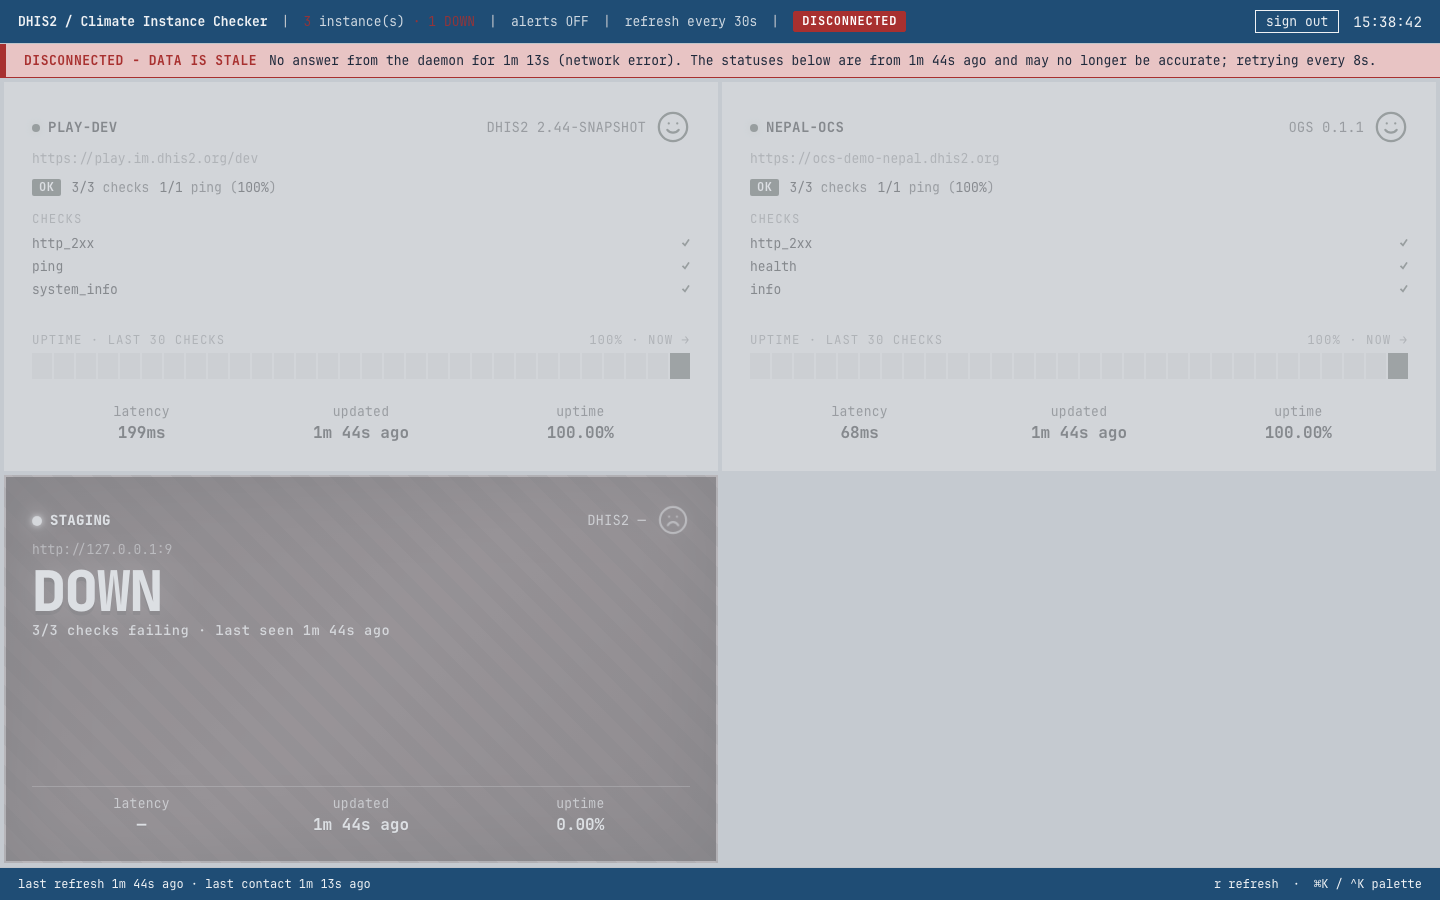 DHIS2 / Climate Instance Checker | 3 instance(s) · 1 DOWN | alerts OFF | refresh every 30s | DISCONNECTED sign out 15:38:42
DISCONNECTED - DATA IS STALE No answer from the daemon for 1m 13s (network error). The statuses below are from 1m 44s ago and may no longer be accurate; retrying every 8s.
PLAY-DEV DHIS2 2.44-SNAPSHOT
https://play.im.dhis2.org/dev
OK 3/3 checks 1/1 ping (100%)
CHECKS
http_2xx ✓
ping ✓
system_info ✓
UPTIME · LAST 30 CHECKS 100% · NOW →
latency updated uptime
199ms 1m 44s ago 100.00%
NEPAL-OCS OGS 0.1.1
https://ocs-demo-nepal.dhis2.org
OK 3/3 checks 1/1 ping (100%)
CHECKS
http_2xx ✓
health ✓
info ✓
UPTIME · LAST 30 CHECKS 100% · NOW →
latency updated uptime
68ms 1m 44s ago 100.00%
STAGING DHIS2 —
http://127.0.0.1:9
DOWN
3/3 checks failing · last seen 1m 44s ago
latency updated uptime
— 1m 44s ago 0.00%
last refresh 1m 44s ago · last contact 1m 13s ago r refresh · ⌘K / ^K palette